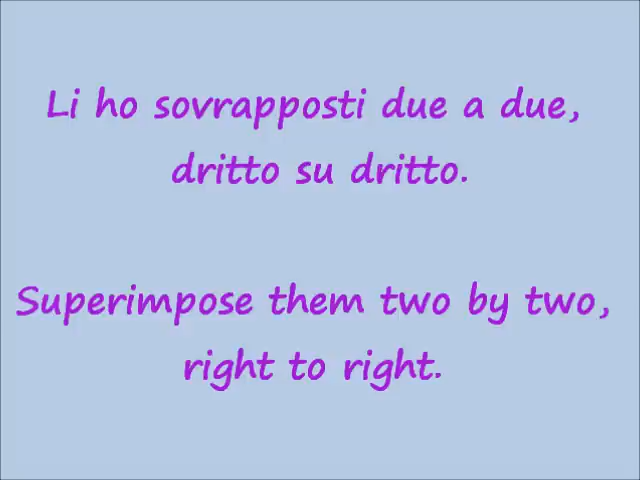 Li ho sovrapposti due a due,
dritto su dritto.
Superimpose them two by two,
right to right.